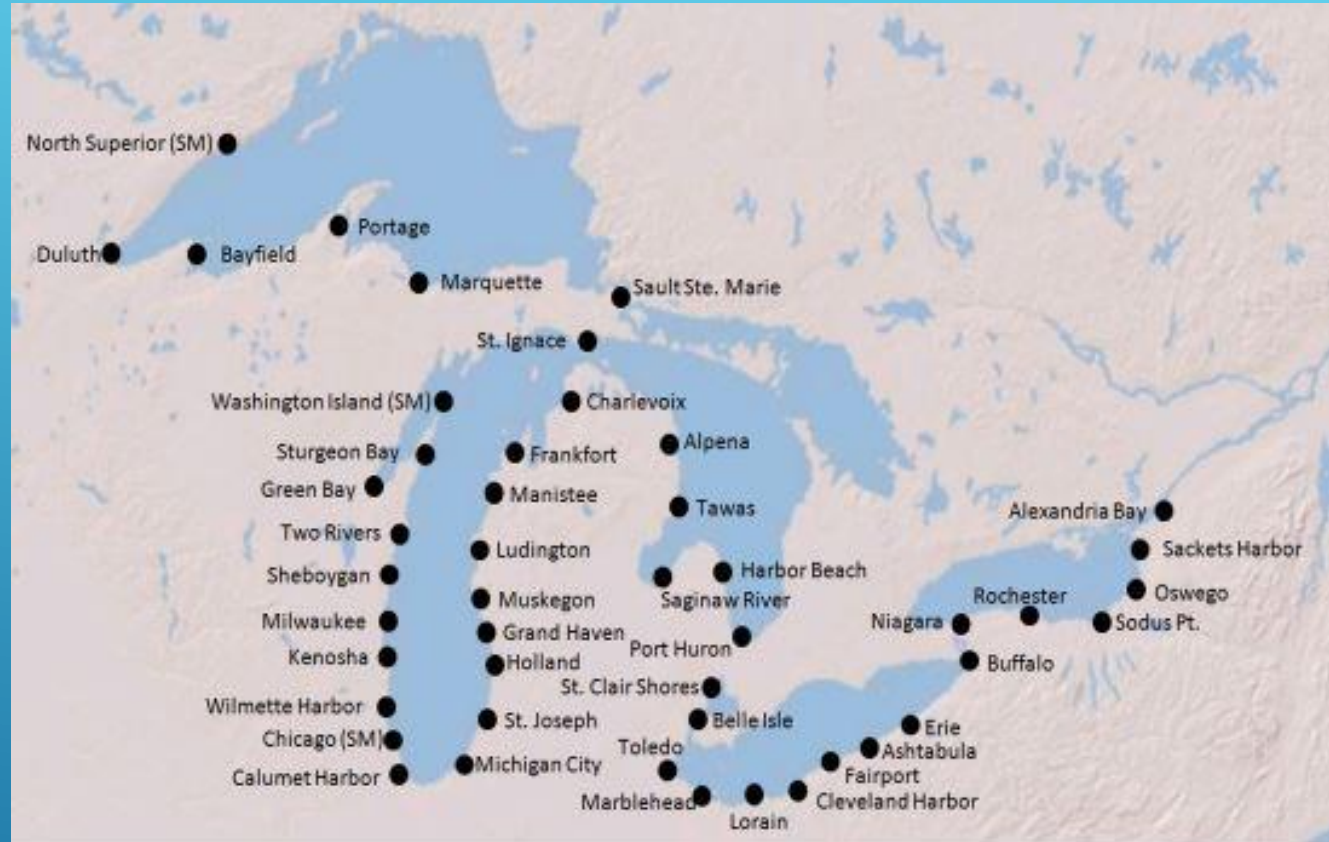 North Superior (SM)
Duluth
Bayfield
Portage
Marquette
Sault Ste. Marie
St. Ignace
Washington Island (SM)
Charlevoix
Sturgeon Bay
Frankfort
Alpena
Green Bay
Manistee
Tawas
Alexandria Bay
Two Rivers
Ludington
Sackets Harbor
Sheboygan
Harbor Beach
Saginaw River
Muskegon
Oswego
Rochester
Milwaukee
Grand Haven
Niagara
Sodus Pt.
Port Huron
Kenosha
Holland
Buffalo
St. Clair Shores
Wilmette Harbor
St. Joseph
Belle Isle
Erie
Chicago (SM)
Toledo
Ashtabula
Calumet Harbor
Michigan City
Fairport
Marblehead
Cleveland Harbor
Lorain